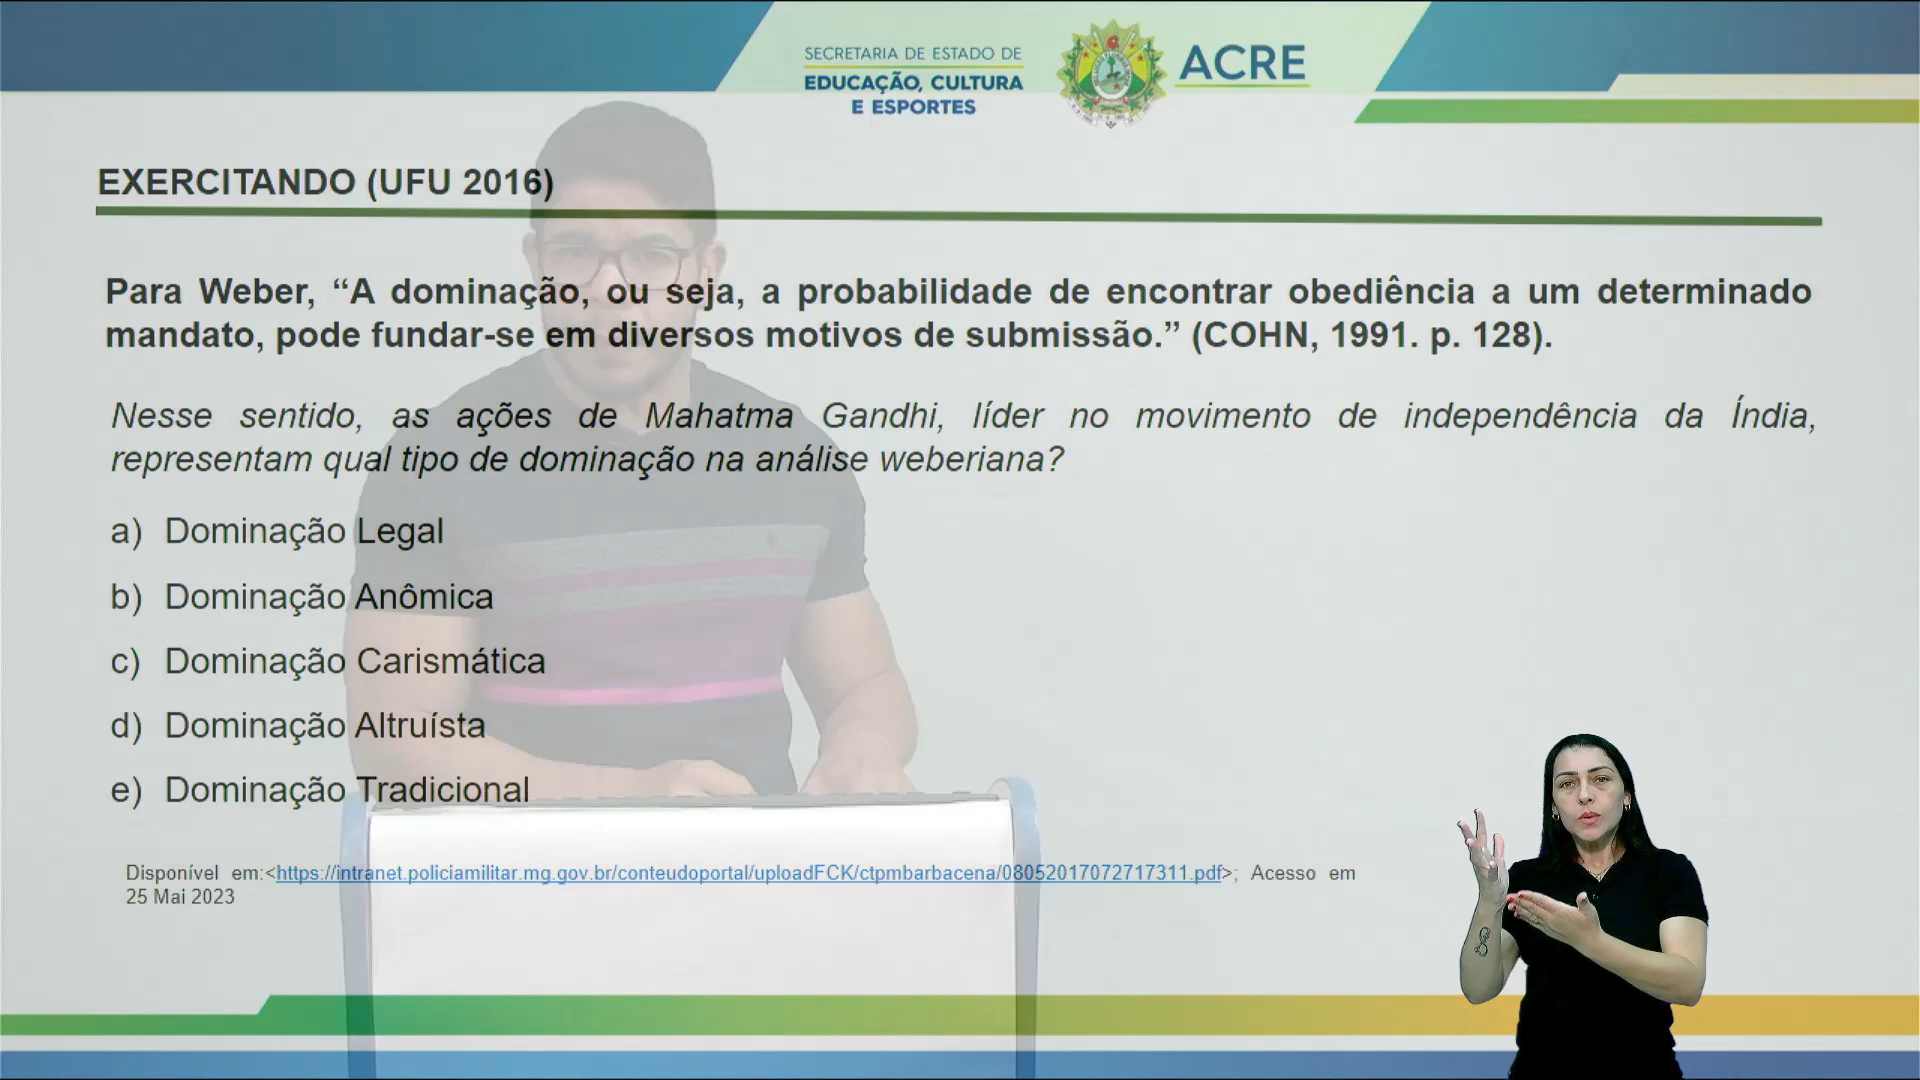 SECRETARIA DE ESTADO DE
EDUCAÇÃO, CULTURA
E ESPORTES
ACRE
EXERCITANDO (UFU 2016)
Para Weber, “A dominação, ou seja, a probabilidade de encontrar obediência a um determinado
mandato, pode fundar-se em diversos motivos de submissão.” (COHN, 1991. p. 128).
Nesse sentido, as ações de Mahatma Gandhi, líder no movimento de independência da Índia,
representam qual tipo de dominação na análise weberiana?
a) Dominação Legal
b) Dominação Anômica
c) Dominação Carismática
d) Dominação Altruísta
e) Dominação Tradicional
Disponível em:<https://intranet.policiamilitar.mg.gov.br/conteudoportal/uploadFCK/ctpmbarbacena/08052017072717311.pdf>; Acesso em
25 Mai 2023